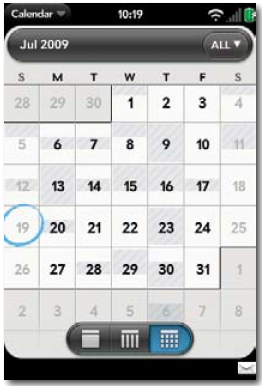 Calendar 10:19
Jul 2009 ALL
S M T W T F S
28 29 30 1 2 3 4
5 6 7 8 9 10 11
12 13 14 15 16 17 18
19 20 21 22 23 24 25
26 27 28 29 30 31 1
2 3 4 5 6 7 8